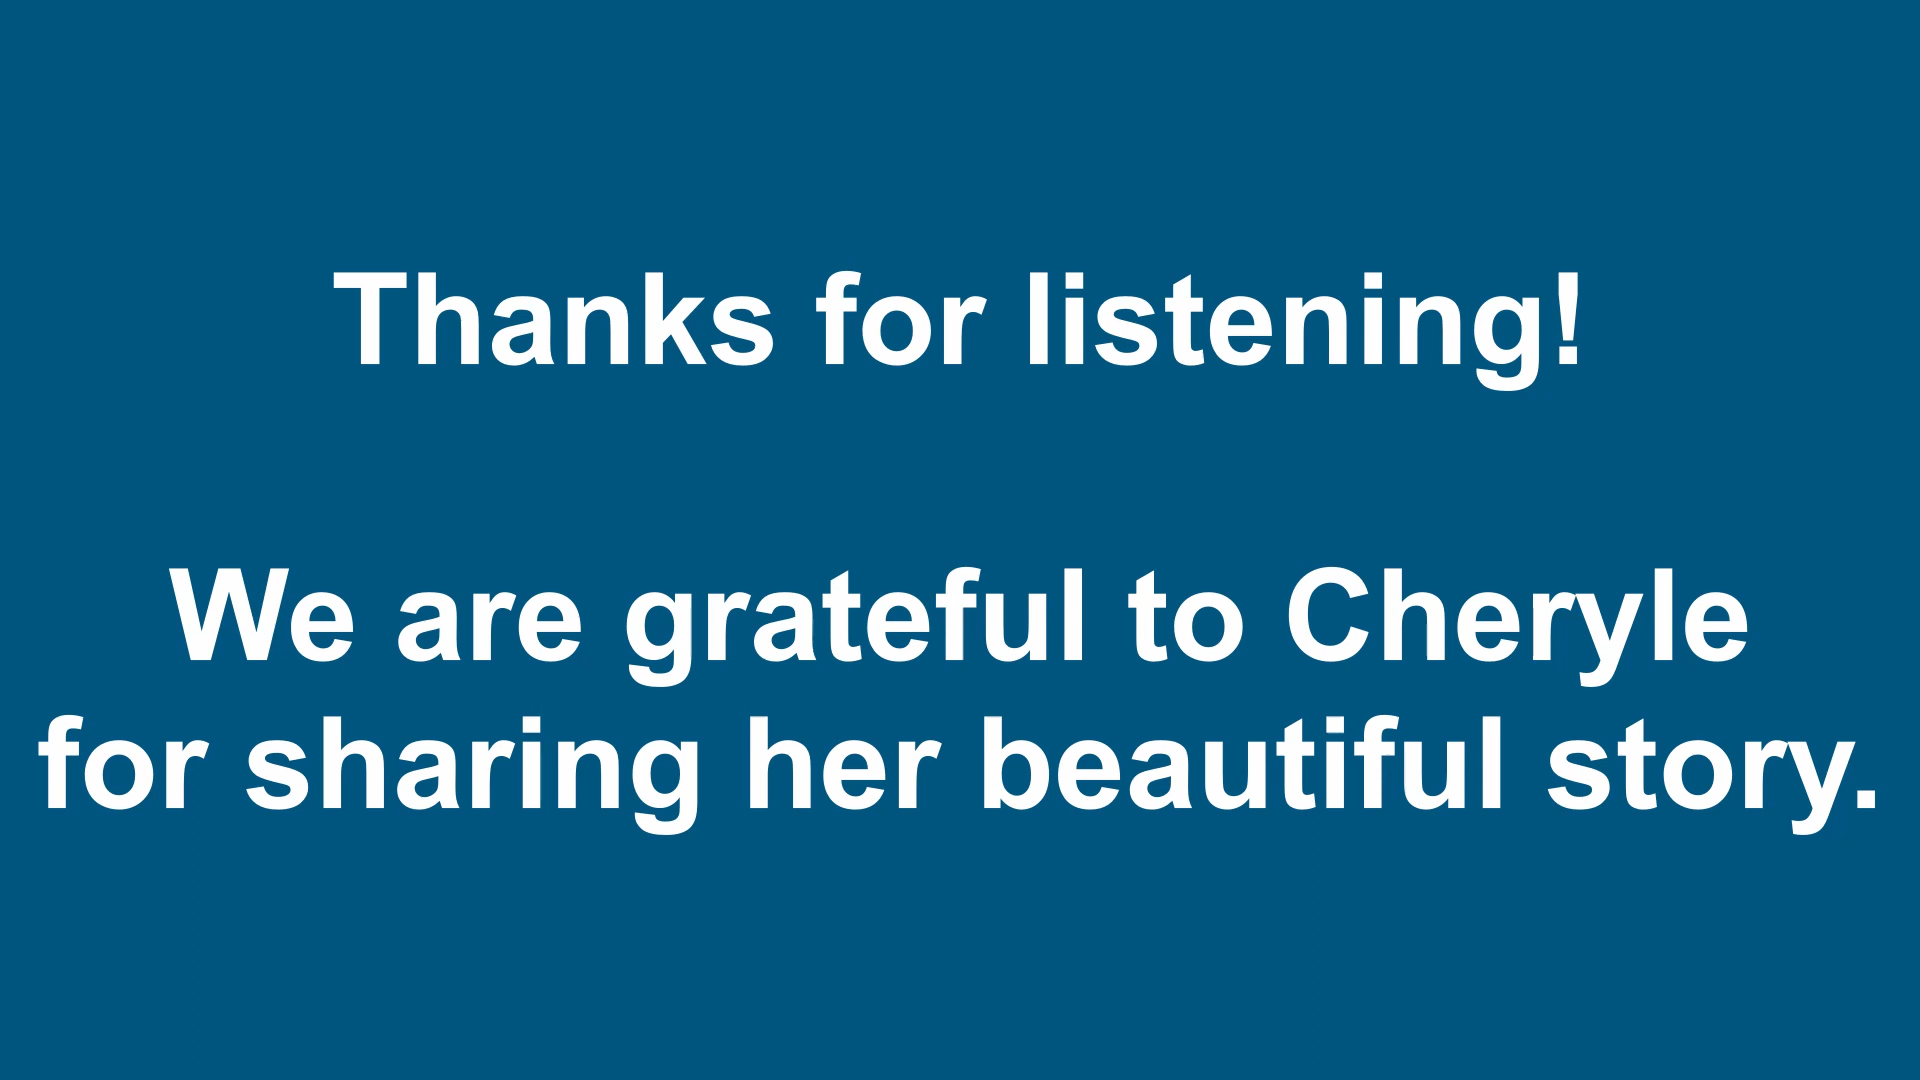 Thanks for listening!
We are grateful to Cheryle
for sharing her beautiful story.